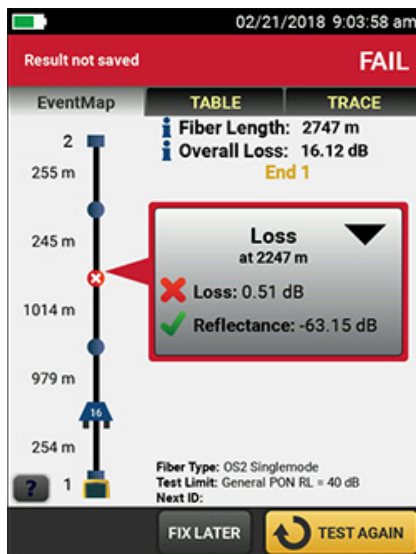 02/21/2018 9:03:58 am
Result not saved FAIL
EventMap TABLE TRACE
Fiber Length: 2747 m
Overall Loss: 16.12 dB
End 1
2
255 m
245 m
Loss
at 2247 m
Loss: 0.51 dB
Reflectance: -63.15 dB
1014 m
979 m
16
254 m
1
Fiber Type: OS2 Singlemode
Test Limit: General PON RL = 40 dB
Next ID:
?
FIX LATER TEST AGAIN